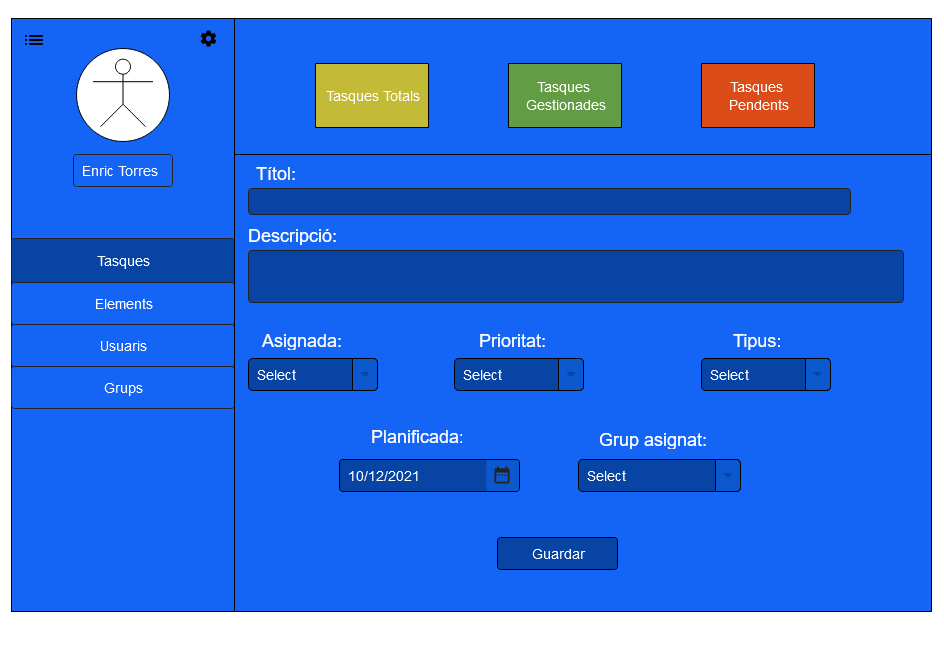 Tasques Totals
Tasques
Gestionades
Tasques
Pendents
Enric Torres
Tasques
Elements
Usuaris
Grups
Títol:
Descripció:
Asignada:
Prioritat:
Tipus:
Select
Select
Select
Planificada:
Grup asignat:
10/12/2021
Select
Guardar